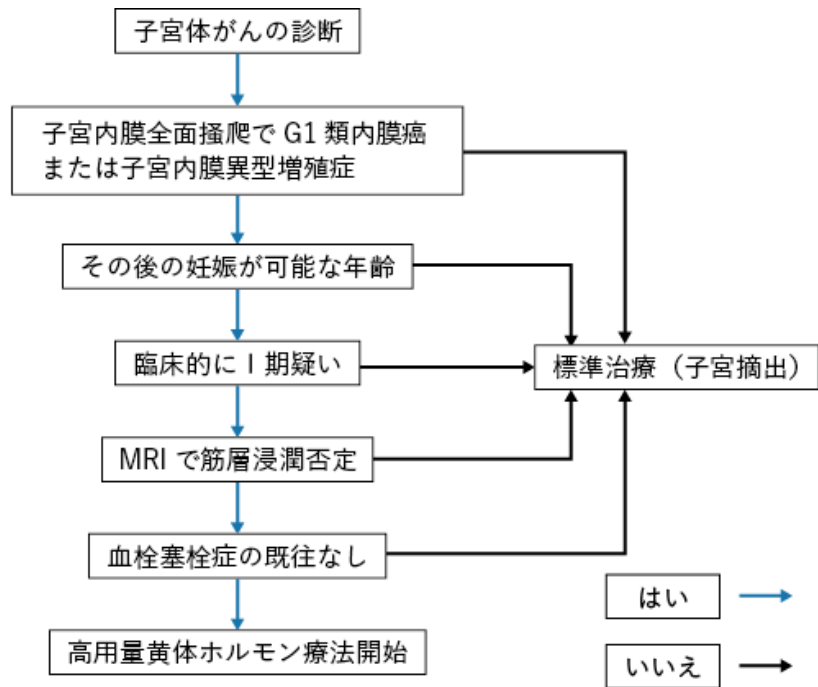 子宮体がんの診断
子宮内膜全面掻爬で G1 類内膜癌
または子宮内膜異型増殖症
その後の妊娠が可能な年齢
臨床的に I 期疑い
標準治療（子宮摘出）
MRI で筋層浸潤否定
血栓塞栓症の既往なし
はい
高用量黄体ホルモン療法開始
いいえ